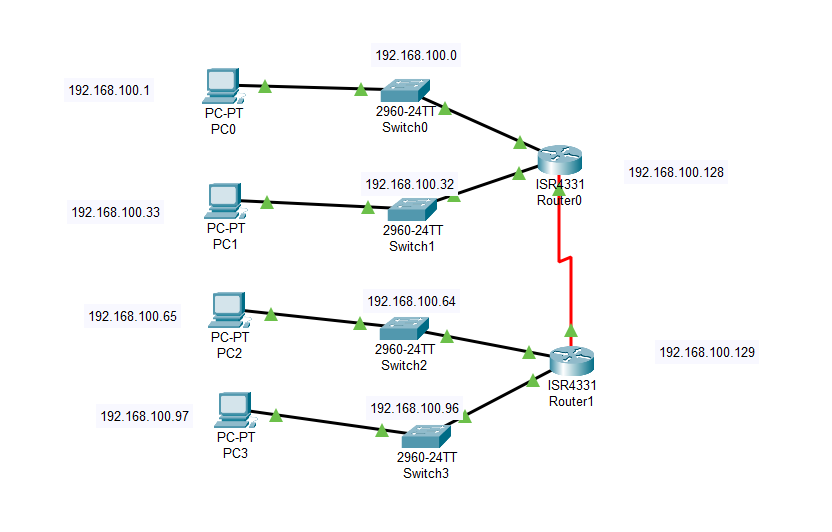 192.168.100.0
192.168.100.1
PC-PT
PC0
2960-24TT
Switch0
192.168.100.128
ISR4331
Router0
192.168.100.32
192.168.100.33
PC-PT
PC1
2960-24TT
Switch1
192.168.100.64
192.168.100.65
PC-PT
PC2
2960-24TT
Switch2
192.168.100.129
ISR4331
Router1
192.168.100.96
192.168.100.97
PC-PT
PC3
2960-24TT
Switch3